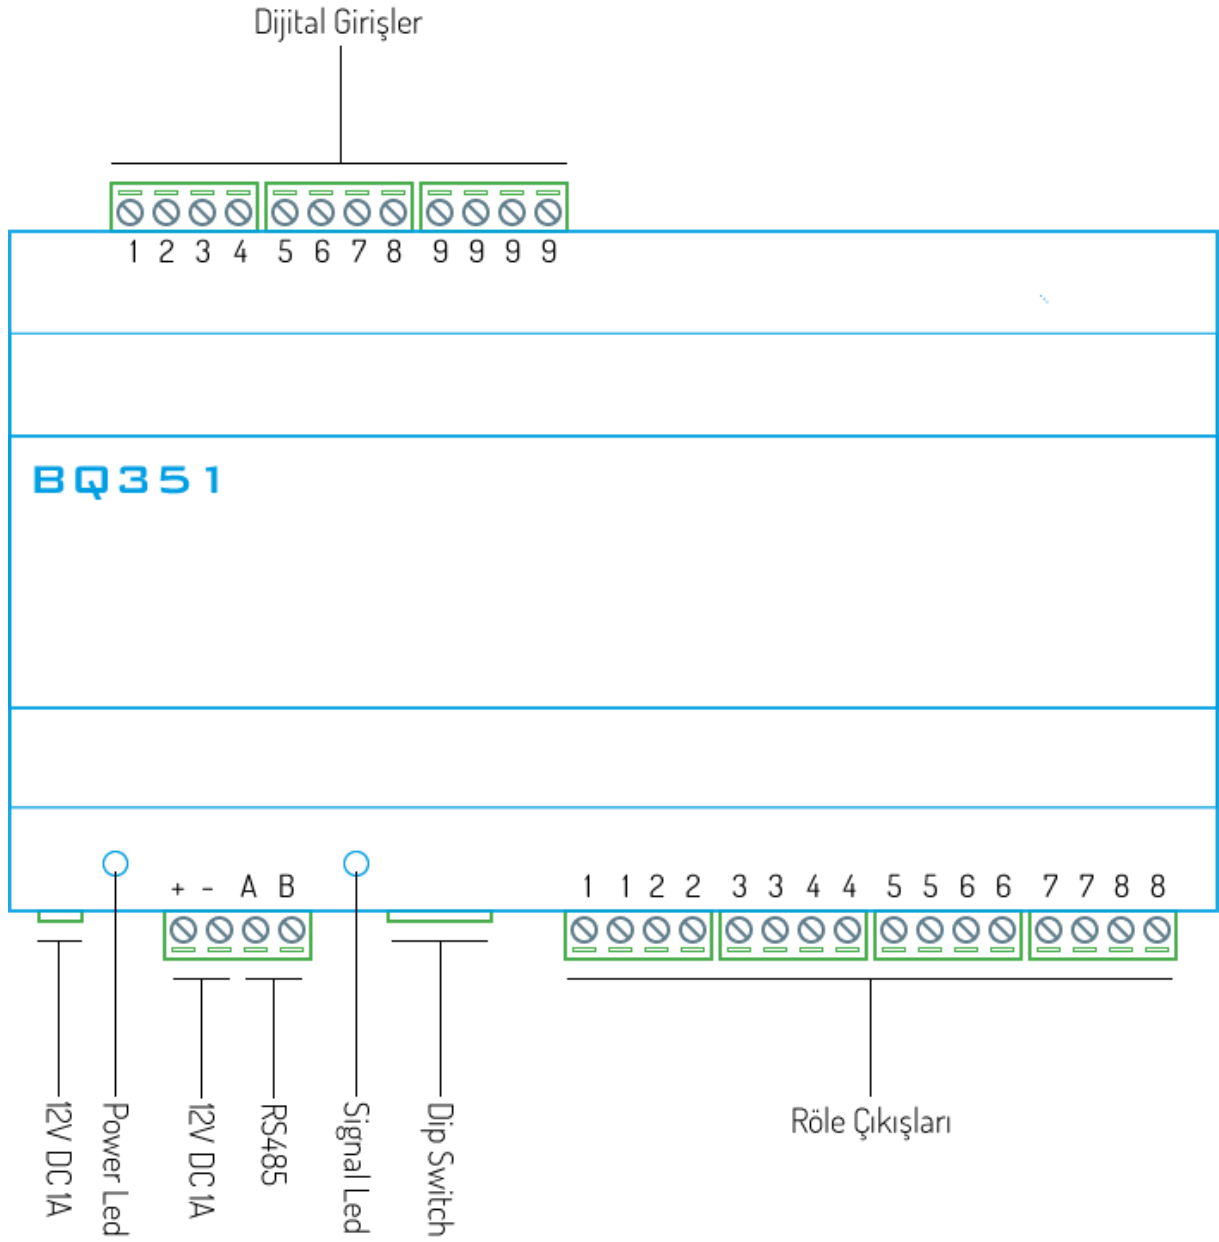 Dijital Girişler
1 2 3 4 5 6 7 8 9 9 9 9
BQ351
+ - A B 1 1 2 2 3 3 4 4 5 5 6 6 7 7 8 8
12V DC 1A
Power Led
12V DC 1A
RS485
Signal Led
Dip Switch
Röle Çıkışları